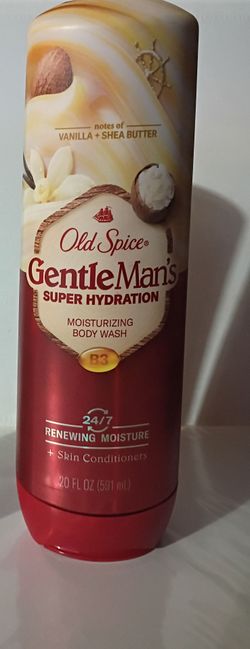 notes of
VANILLA + SHEA BUTTER
Old Spice®
GentleMan's
SUPER HYDRATION
MOISTURIZING
BODY WASH
B3
24/7
RENEWING MOISTURE
+ Skin Conditioners
20 FL OZ (591 mL)